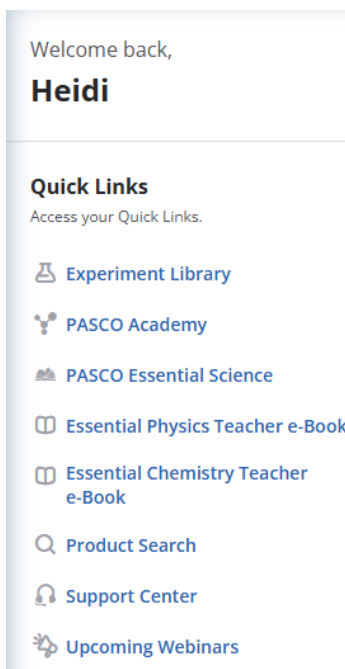 Welcome back,
Heidi
Quick Links
Access your Quick Links.
Experiment Library
PASCO Academy
PASCO Essential Science
Essential Physics Teacher e-Book
Essential Chemistry Teacher
e-Book
Product Search
Support Center
Upcoming Webinars